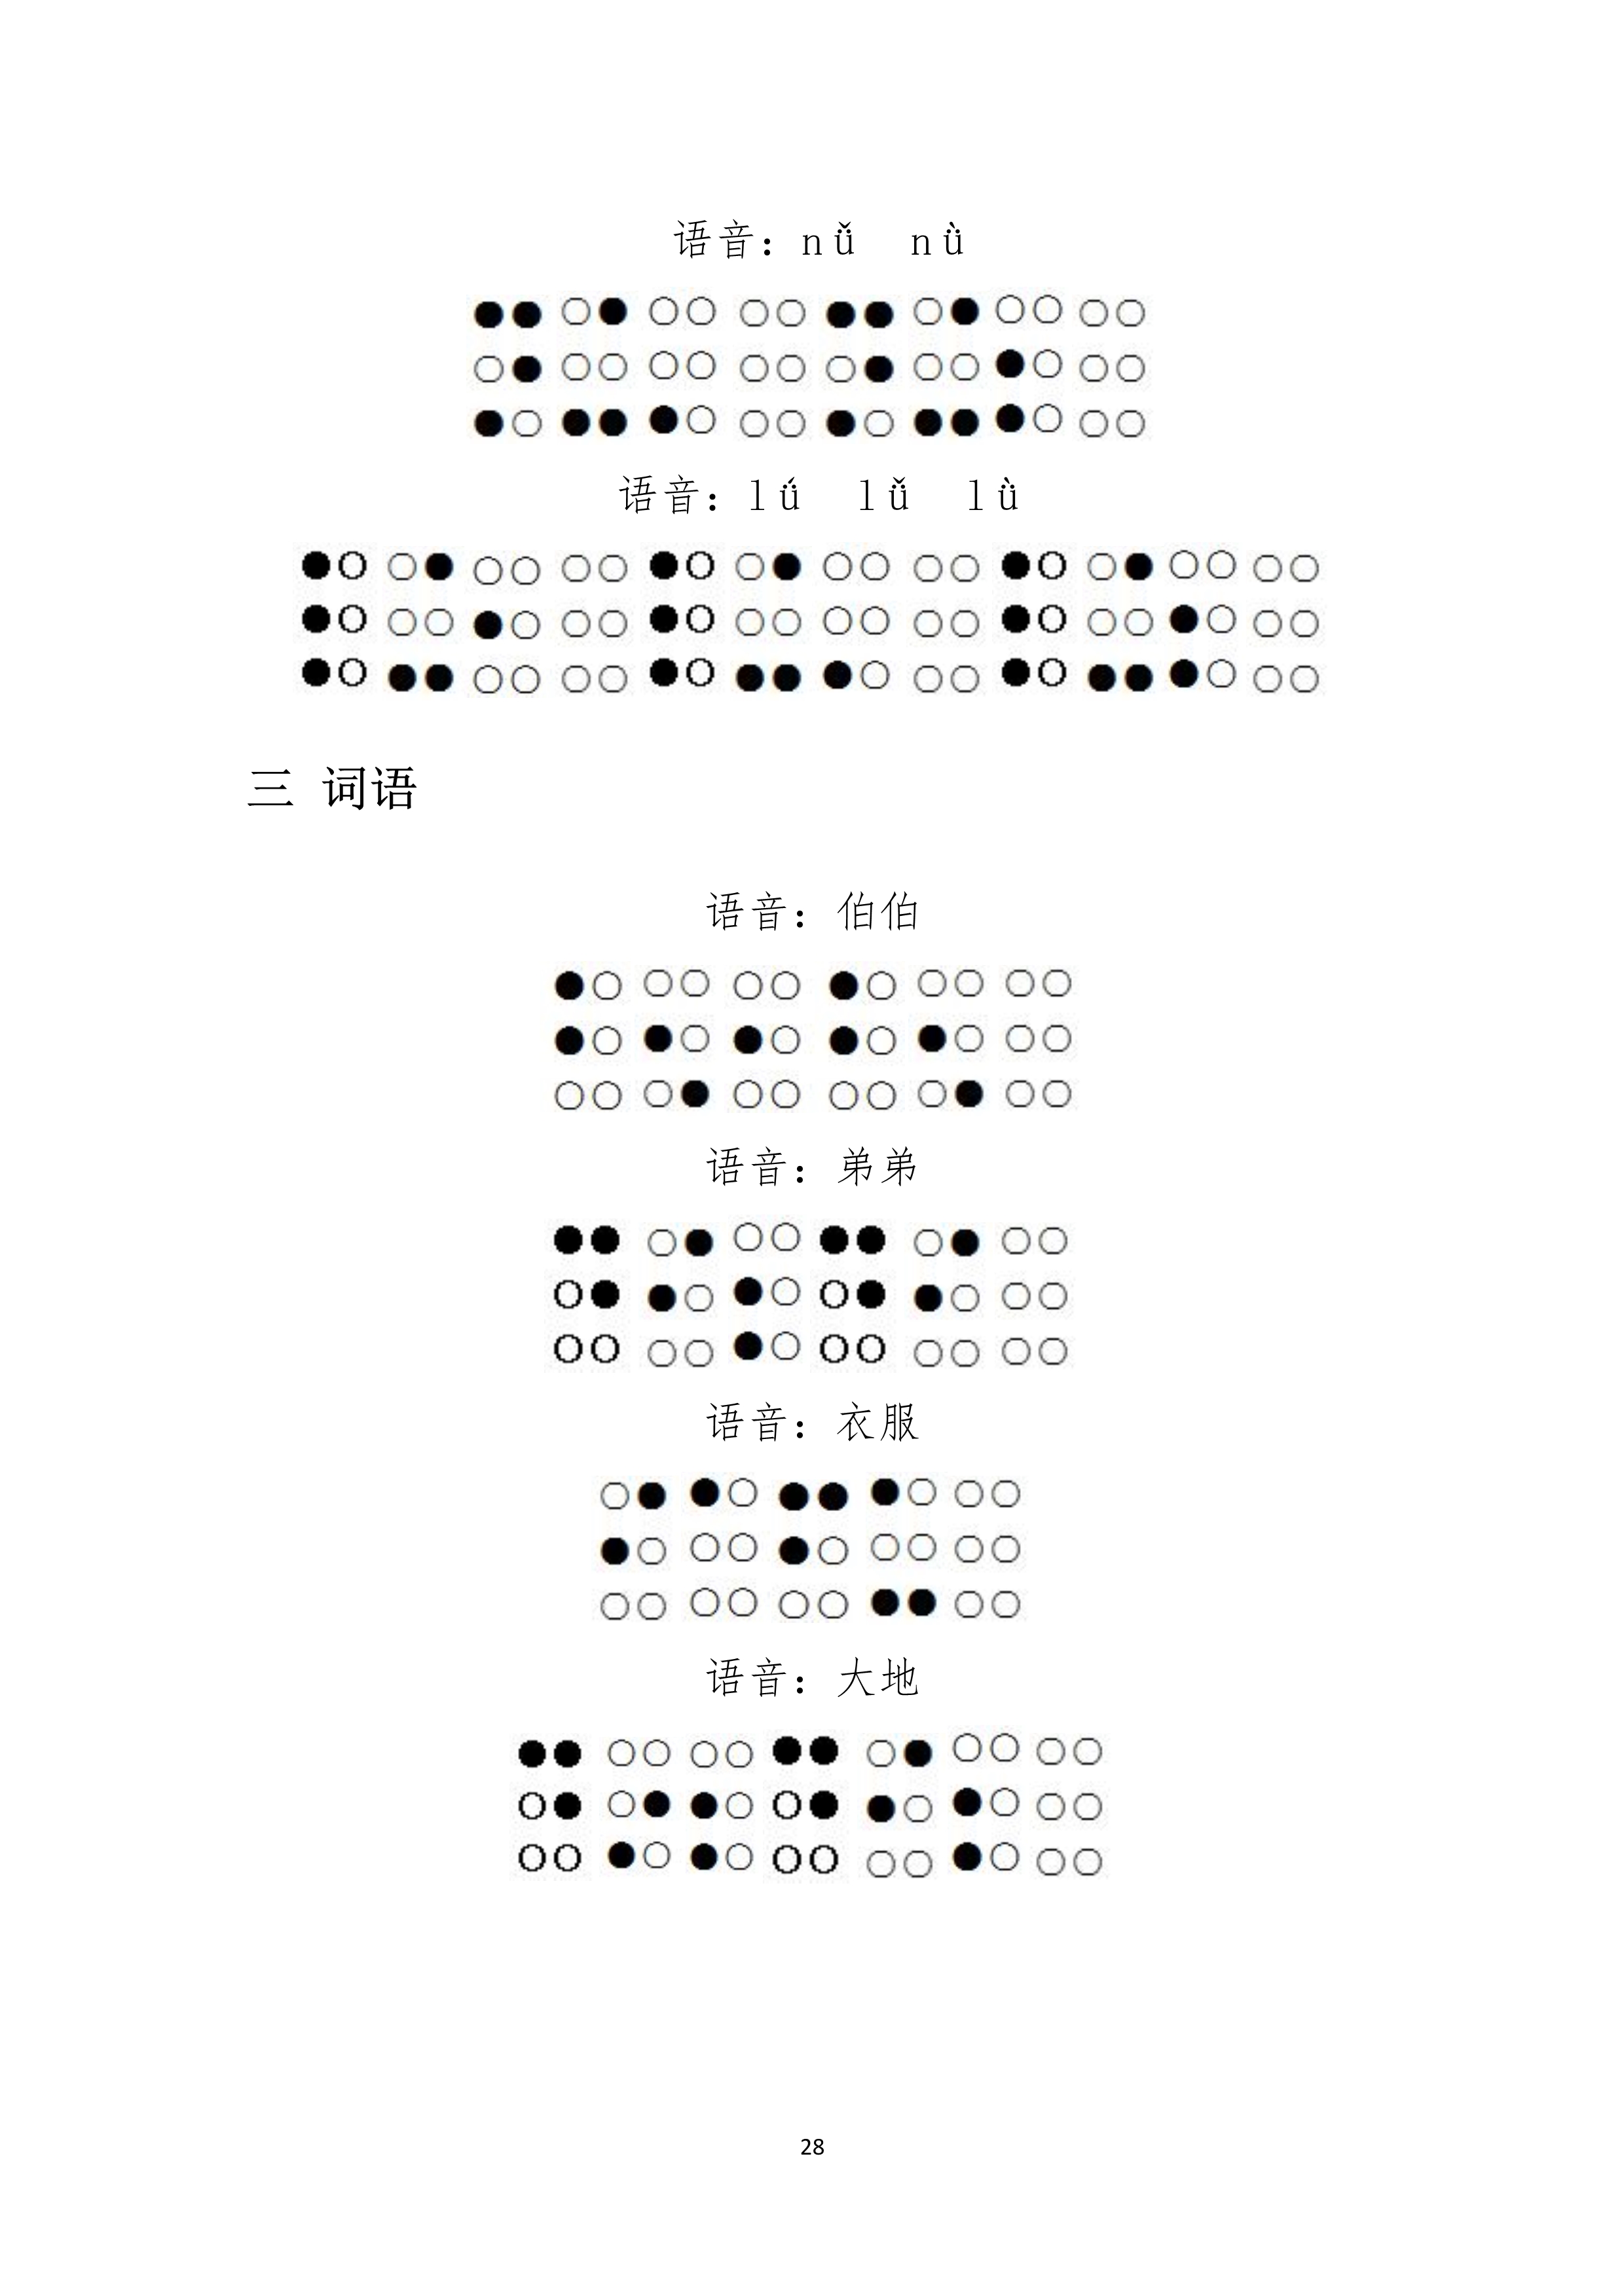 语音：nǚ nǜ
语音：lǘ lǚ lǜ
三 词语
语音：伯伯
语音：弟弟
语音：衣服
语音：大地
28